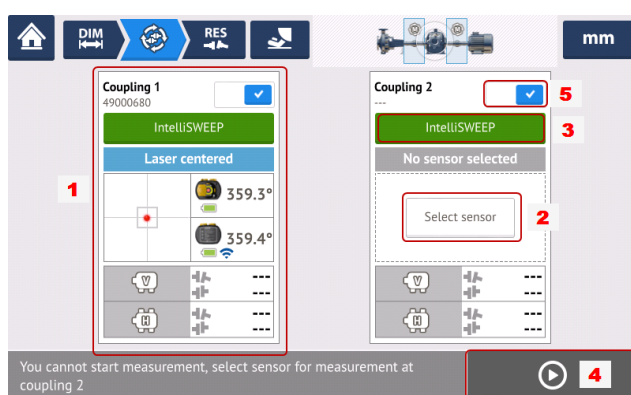 DIM
RES
mm
M
M
Coupling 1
49000680
IntelliSWEEP
Laser centered
359.3°
359.4°
V
---
---
H
---
---
1
Coupling 2
---
IntelliSWEEP
No sensor selected
Select sensor
V
---
---
H
---
---
5
3
2
You cannot start measurement, select sensor for measurement at
coupling 2
4